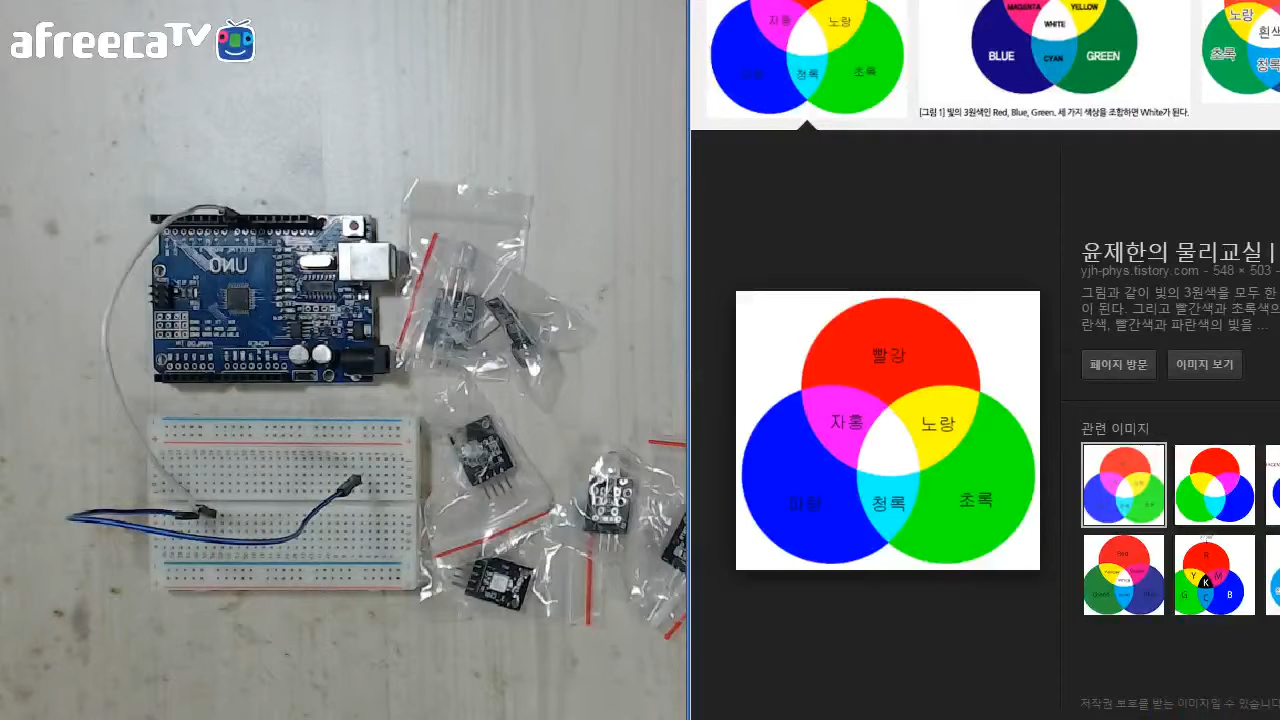 afreecaTV
자홍
노랑
파랑
청록
초록
MAGENTA
YELLOW
WHITE
BLUE
CYAN
GREEN
노랑
흰색
초록
청록
[그림 1] 빛의 3원색인 Red, Blue, Green. 세 가지 색상을 조합하면 White가 된다.
UNO
빨강
자홍
노랑
파랑
청록
초록
윤제한의 물리교실 |
yjh-phys.tistory.com - 548 × 503 -
그림과 같이 빛의 3원색을 모두 한
이 된다. 그리고 빨간색과 초록색의
란색, 빨간색과 파란색의 빛을 ...
페이지 방문
이미지 보기
관련 이미지
Red
R
Y
M
K
G
C
B
저작권 보호를 받는 이미지일 수 있습니다